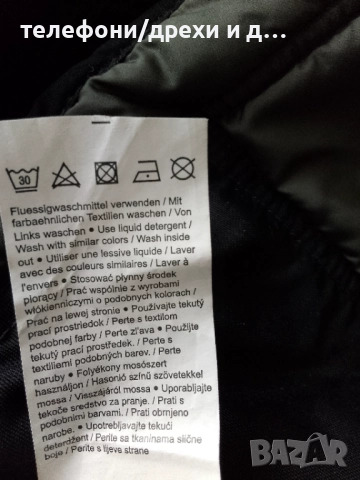 телефони/дрехи и д...
30
Fluessigwaschmittel verwenden / Mit
farbaehnlichen Textilien waschen / Von
Links waschen • Use liquid detergent /
Wash with similar colors / Wash inside
out • Utiliser une lessive liquide / Laver
avec des couleurs similaires / Laver à
l'envers • Stosować płynny środek
piorący / Prać wspólnie z wyrobami
włókienniczymi o podobnych kolorach /
Prać na lewej stronie • Používejte tekutý
prací prostředek / Perte s textilom
podobnej farby / Perte zľava • Použijte
tekutý prací prostředek. / Perte s
textiliemi podobných barev. / Perte
naruby • Folyékony mosószert
használjon / Hasonló színű szövetekkel
mossa / Visszájáról mossa • Uporabljajte
tekoče sredstvo za pranje. / Prati s
podobnimi barvami. / Prati obrnjeno
narobe. • Upotrebljavati tekući
deterdžent / Perite sa tkaninama slične
boje / Perite s lijeve strane
bazar